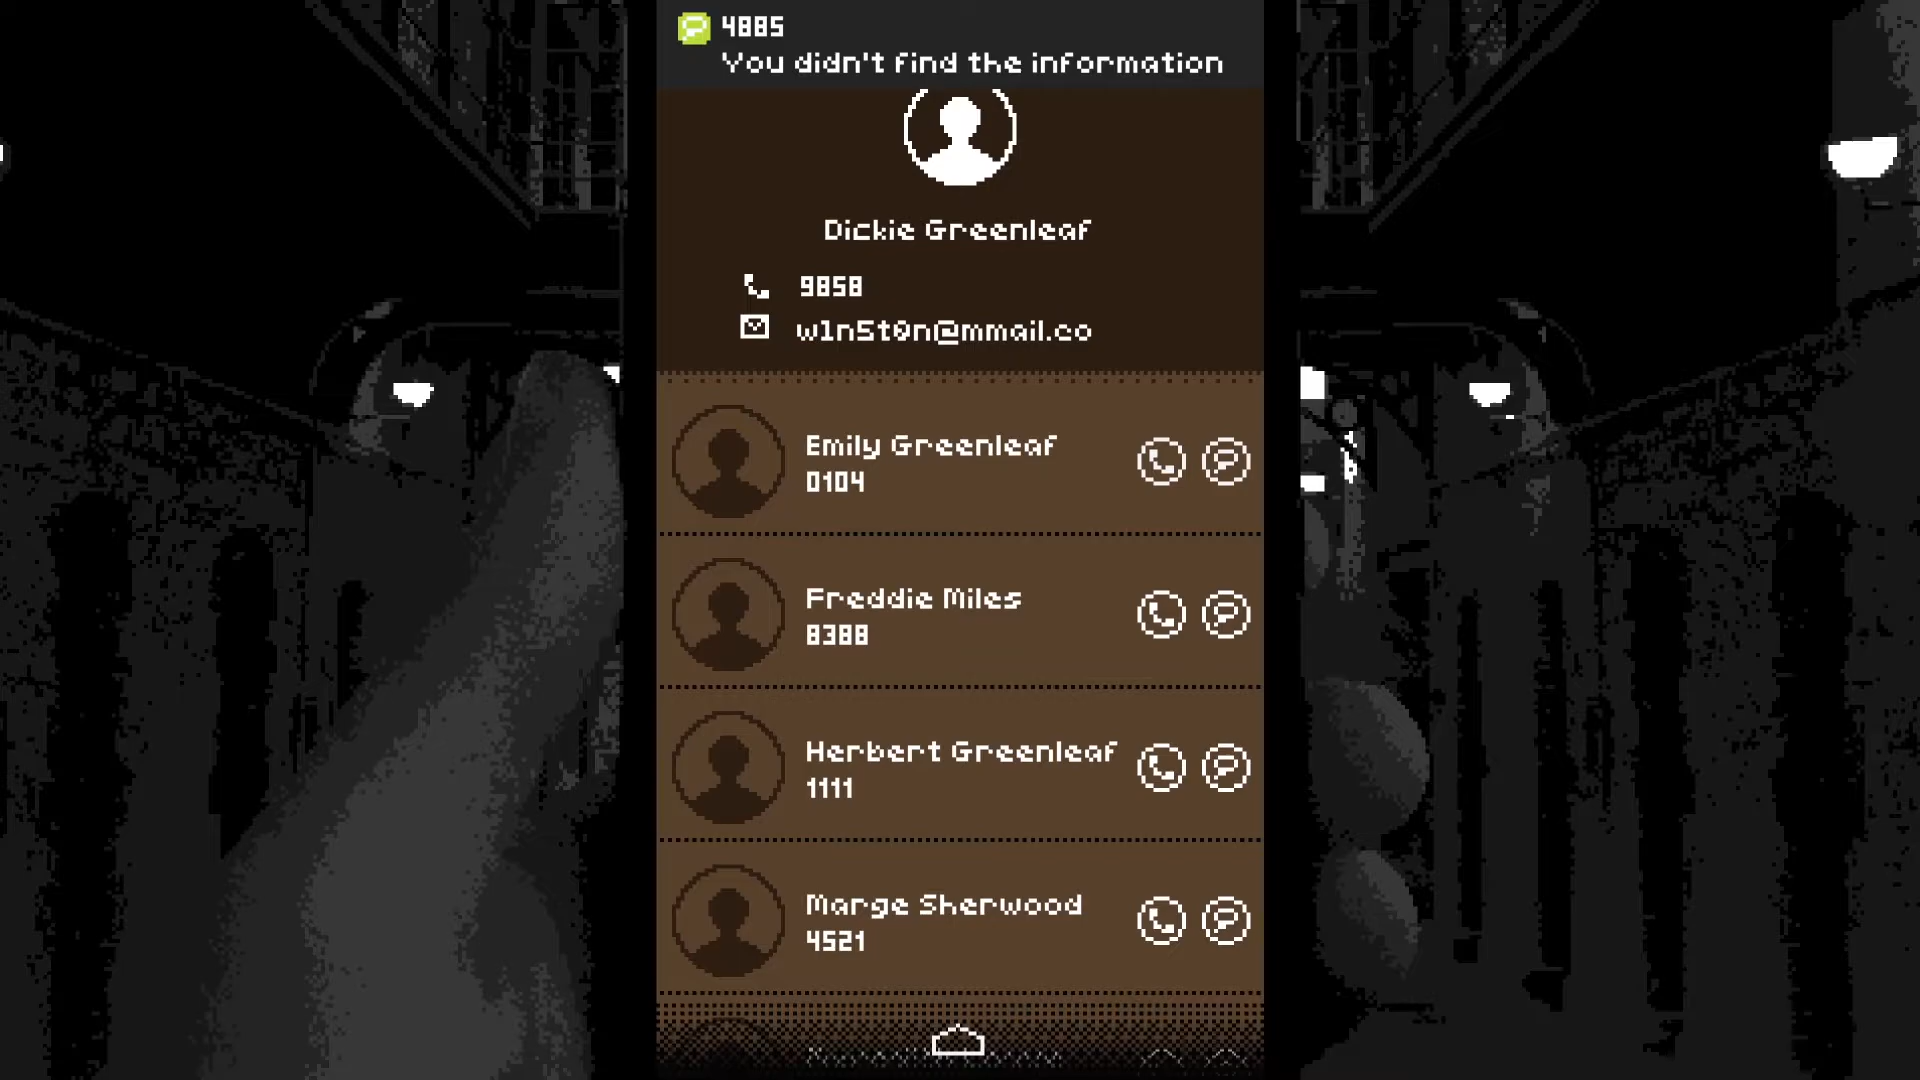 4885
You didn't find the information
Dickie Greenleaf
9858
w1n5t0n@mmail.co
Emily Greenleaf
0104
Freddie Miles
8388
Herbert Greenleaf
1111
Marge Sherwood
4521